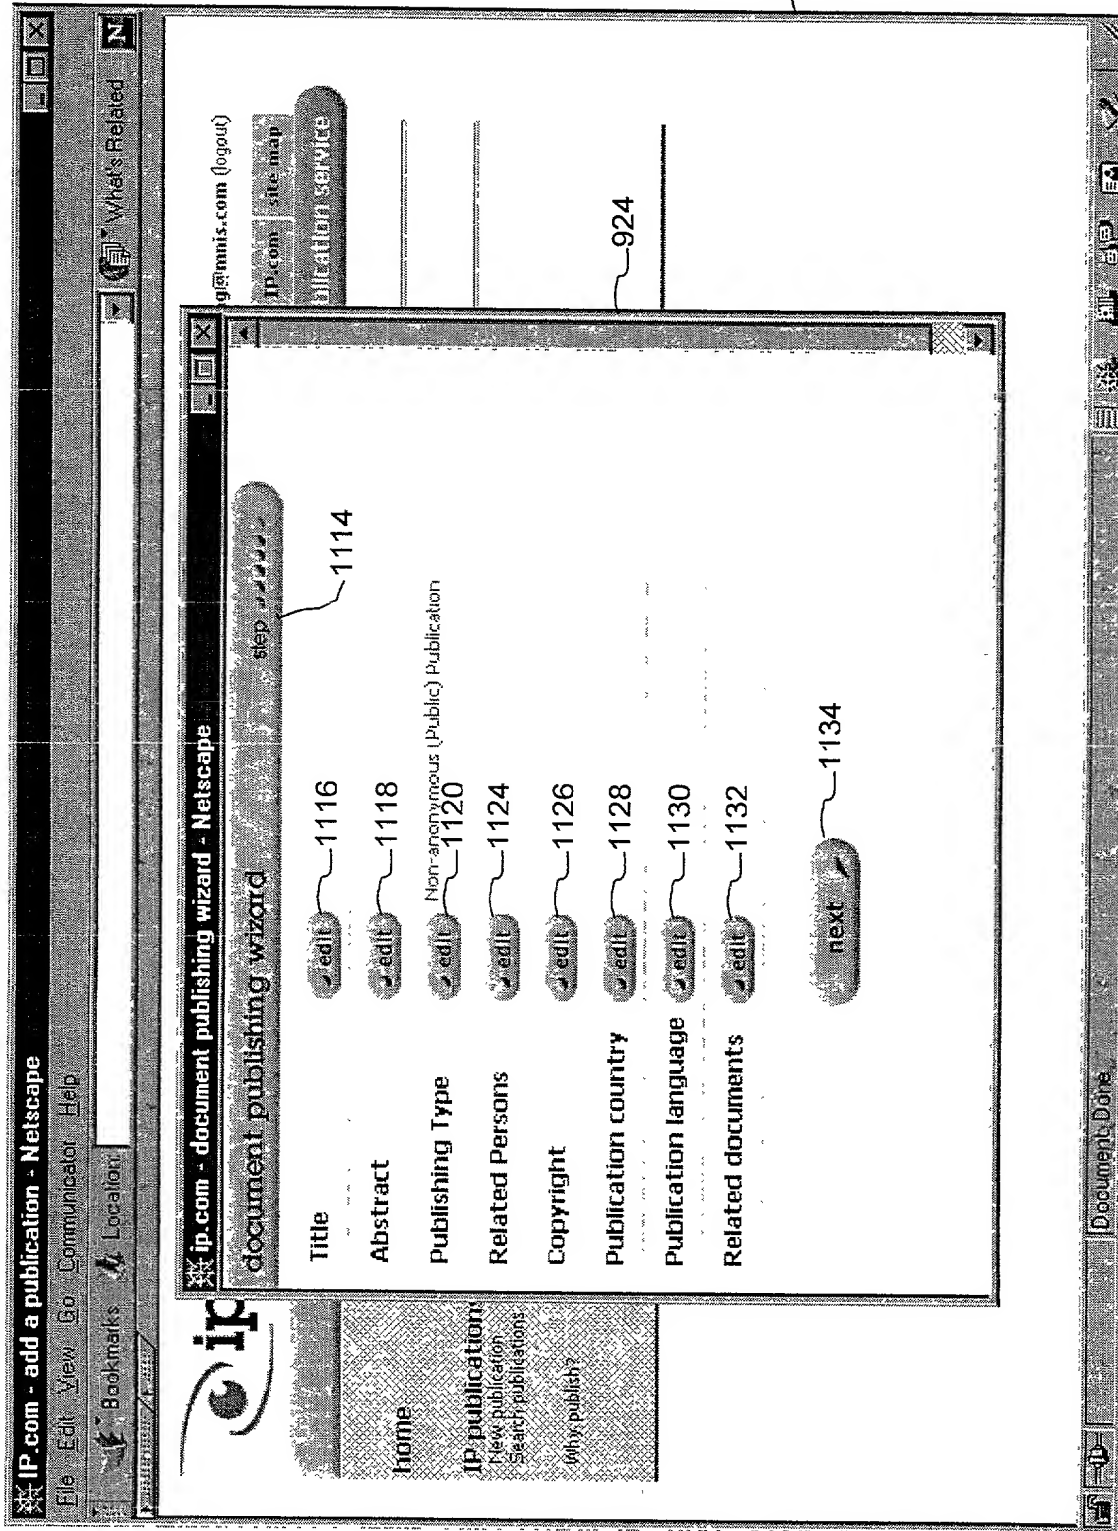 IP.com - add a publication - Netscape
File Edit View Go Communicator Help
Bookmarks Location:
What's Related
N
ip
ng@mnis.com (logout)
IP.com site map
blication service
home
IP publications
New publication
Search publications
Why publish?
ip.com - document publishing wizard - Netscape
document publishing wizard
step
1114
Title edit 1116
Abstract edit 1118
Publishing Type edit Non-anonymous (Public) Publication
1120
Related Persons edit 1124
Copyright edit 1126
Publication country edit 1128
Publication language edit 1130
Related documents edit 1132
next 1134
924
Document: Done